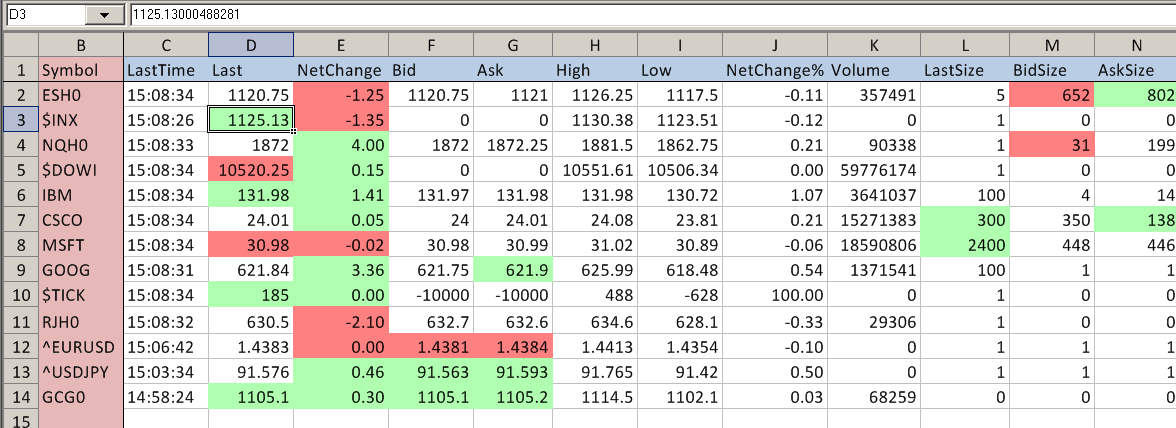 D3 1125.13000488281
B C D E F G H I J K L M N
1 Symbol LastTime Last NetChange Bid Ask High Low NetChange% Volume LastSize BidSize AskSize
2 ESH0 15:08:34 1120.75 -1.25 1120.75 1121 1126.25 1117.5 -0.11 357491 5 652 802
3 $INX 15:08:26 1125.13 -1.35 0 0 1130.38 1123.51 -0.12 0 1 0 0
4 NQH0 15:08:33 1872 4.00 1872 1872.25 1881.5 1862.75 0.21 90338 1 31 199
5 $DOWI 15:08:34 10520.25 0.15 0 0 10551.61 10506.34 0.00 59776174 1 0 0
6 IBM 15:08:34 131.98 1.41 131.97 131.98 131.98 130.72 1.07 3641037 100 4 14
7 CSCO 15:08:34 24.01 0.05 24 24.01 24.08 23.81 0.21 15271383 300 350 138
8 MSFT 15:08:34 30.98 -0.02 30.98 30.99 31.02 30.89 -0.06 18590806 2400 448 446
9 GOOG 15:08:31 621.84 3.36 621.75 621.9 625.99 618.48 0.54 1371541 100 1 1
10 $TICK 15:08:34 185 0.00 -10000 -10000 488 -628 100.00 0 1 0 0
11 RJH0 15:08:32 630.5 -2.10 632.7 632.6 634.6 628.1 -0.33 29306 1 0 0
12 ^EURUSD 15:06:42 1.4383 0.00 1.4381 1.4384 1.4413 1.4354 -0.10 0 1 1 1
13 ^USDJPY 15:03:34 91.576 0.46 91.563 91.593 91.765 91.42 0.50 0 1 1 1
14 GCG0 14:58:24 1105.1 0.30 1105.1 1105.2 1114.5 1102.1 0.03 68259 0 0 0
15